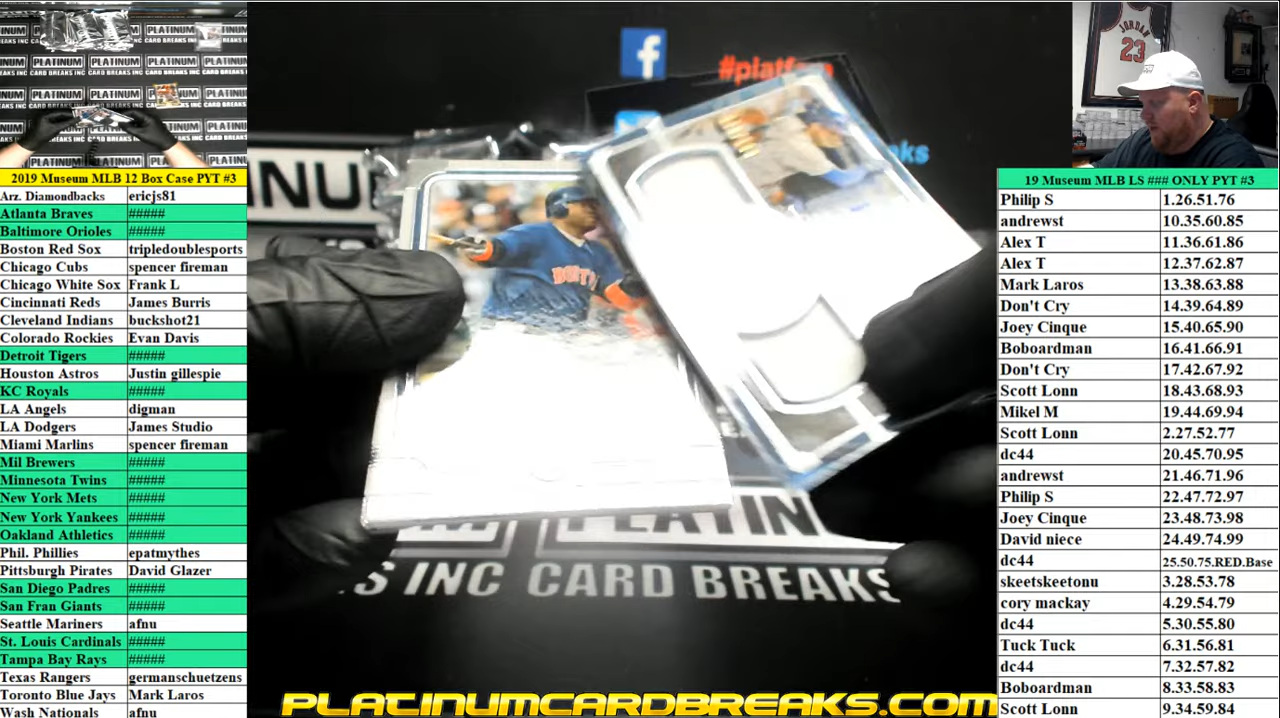 PLATINUM
CARD BREAKS INC
JORDAN
23
#platinum
BOSTON
S INC CARD BREAKS
PLATINUMCARDBREAKS.COM
2019 Museum MLB 12 Box Case PYT #3
Arz. Diamondbacks ericjs81
Atlanta Braves #####
Baltimore Orioles #####
Boston Red Sox tripledoublesports
Chicago Cubs spencer fireman
Chicago White Sox Frank L
Cincinnati Reds James Burris
Cleveland Indians buckshot21
Colorado Rockies Evan Davis
Detroit Tigers #####
Houston Astros Justin gillespie
KC Royals #####
LA Angels digman
LA Dodgers James Studio
Miami Marlins spencer fireman
Mil Brewers #####
Minnesota Twins #####
New York Mets #####
New York Yankees #####
Oakland Athletics #####
Phil. Phillies epatmythes
Pittsburgh Pirates David Glazer
San Diego Padres #####
San Fran Giants #####
Seattle Mariners afnu
St. Louis Cardinals #####
Tampa Bay Rays #####
Texas Rangers germanschuetzens
Toronto Blue Jays Mark Laros
Wash Nationals afnu
19 Museum MLB LS ### ONLY PYT #3
Philip S 1.26.51.76
andrewst 10.35.60.85
Alex T 11.36.61.86
Alex T 12.37.62.87
Mark Laros 13.38.63.88
Don't Cry 14.39.64.89
Joey Cinque 15.40.65.90
Boboardman 16.41.66.91
Don't Cry 17.42.67.92
Scott Lonn 18.43.68.93
Mikel M 19.44.69.94
Scott Lonn 2.27.52.77
dc44 20.45.70.95
andrewst 21.46.71.96
Philip S 22.47.72.97
Joey Cinque 23.48.73.98
David niece 24.49.74.99
dc44 25.50.75.RED.Base
skeetskeetonu 3.28.53.78
cory mackay 4.29.54.79
dc44 5.30.55.80
Tuck Tuck 6.31.56.81
dc44 7.32.57.82
Boboardman 8.33.58.83
Scott Lonn 9.34.59.84